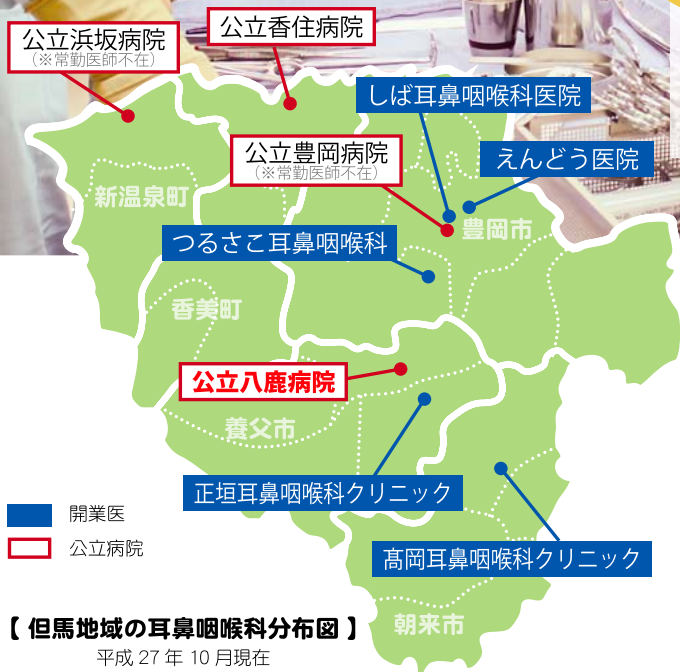 公立香住病院
公立浜坂病院
（※常勤医師不在）
しば耳鼻咽喉科医院
公立豊岡病院
（※常勤医師不在）
えんどう医院
新温泉町
豊岡市
つるさこ耳鼻咽喉科
香美町
公立八鹿病院
養父市
正垣耳鼻咽喉科クリニック
開業医
公立病院
髙岡耳鼻咽喉科クリニック
【 但馬地域の耳鼻咽喉科分布図 】
朝来市
平成 27 年 10 月現在